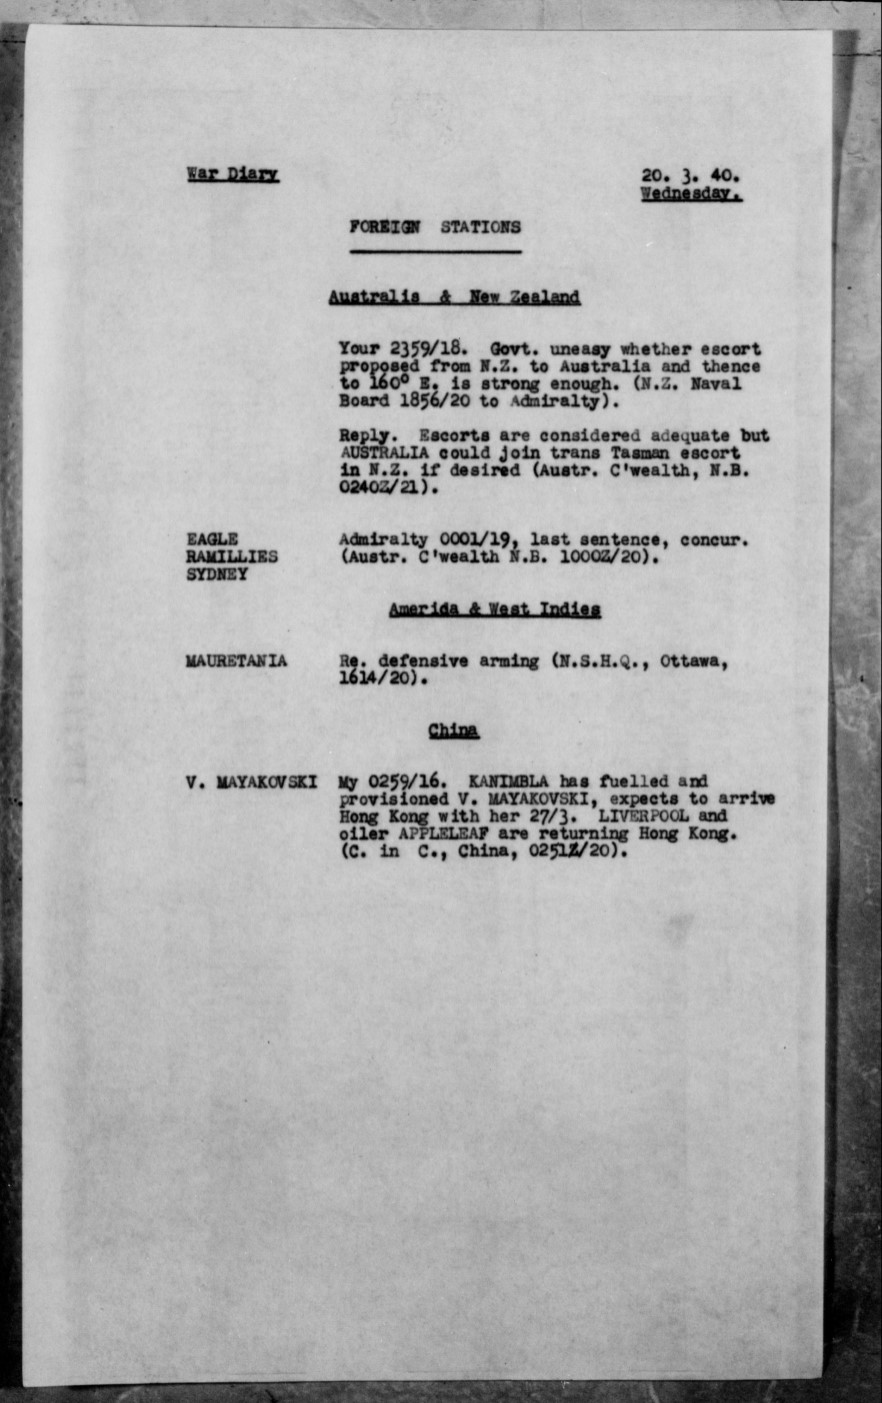 War Diary
20. 3. 40.
Wednesday.
FOREIGN STATIONS
Australia & New Zealand
Your 2359/18. Govt. uneasy whether escort
proposed from N.Z. to Australia and thence
to 160° E. is strong enough. (N.Z. Naval
Board 1856/20 to Admiralty).
Reply. Escorts are considered adequate but
AUSTRALIA could join trans Tasman escort
in N.Z. if desired (Austr. C'wealth, N.B.
0240Z/21).
EAGLE
RAMILLIES
SYDNEY
Admiralty 0001/19, last sentence, concur.
(Austr. C'wealth N.B. 1000Z/20).
Amerida & West Indies
MAURETANIA
Re. defensive arming (N.S.H.Q., Ottawa,
1614/20).
China
V. MAYAKOVSKI
My 0259/16. KANIMBLA has fuelled and
provisioned V. MAYAKOVSKI, expects to arrive
Hong Kong with her 27/3. LIVERPOOL and
oiler APPLELEAF are returning Hong Kong.
(C. in C., China, 0251Z/20).